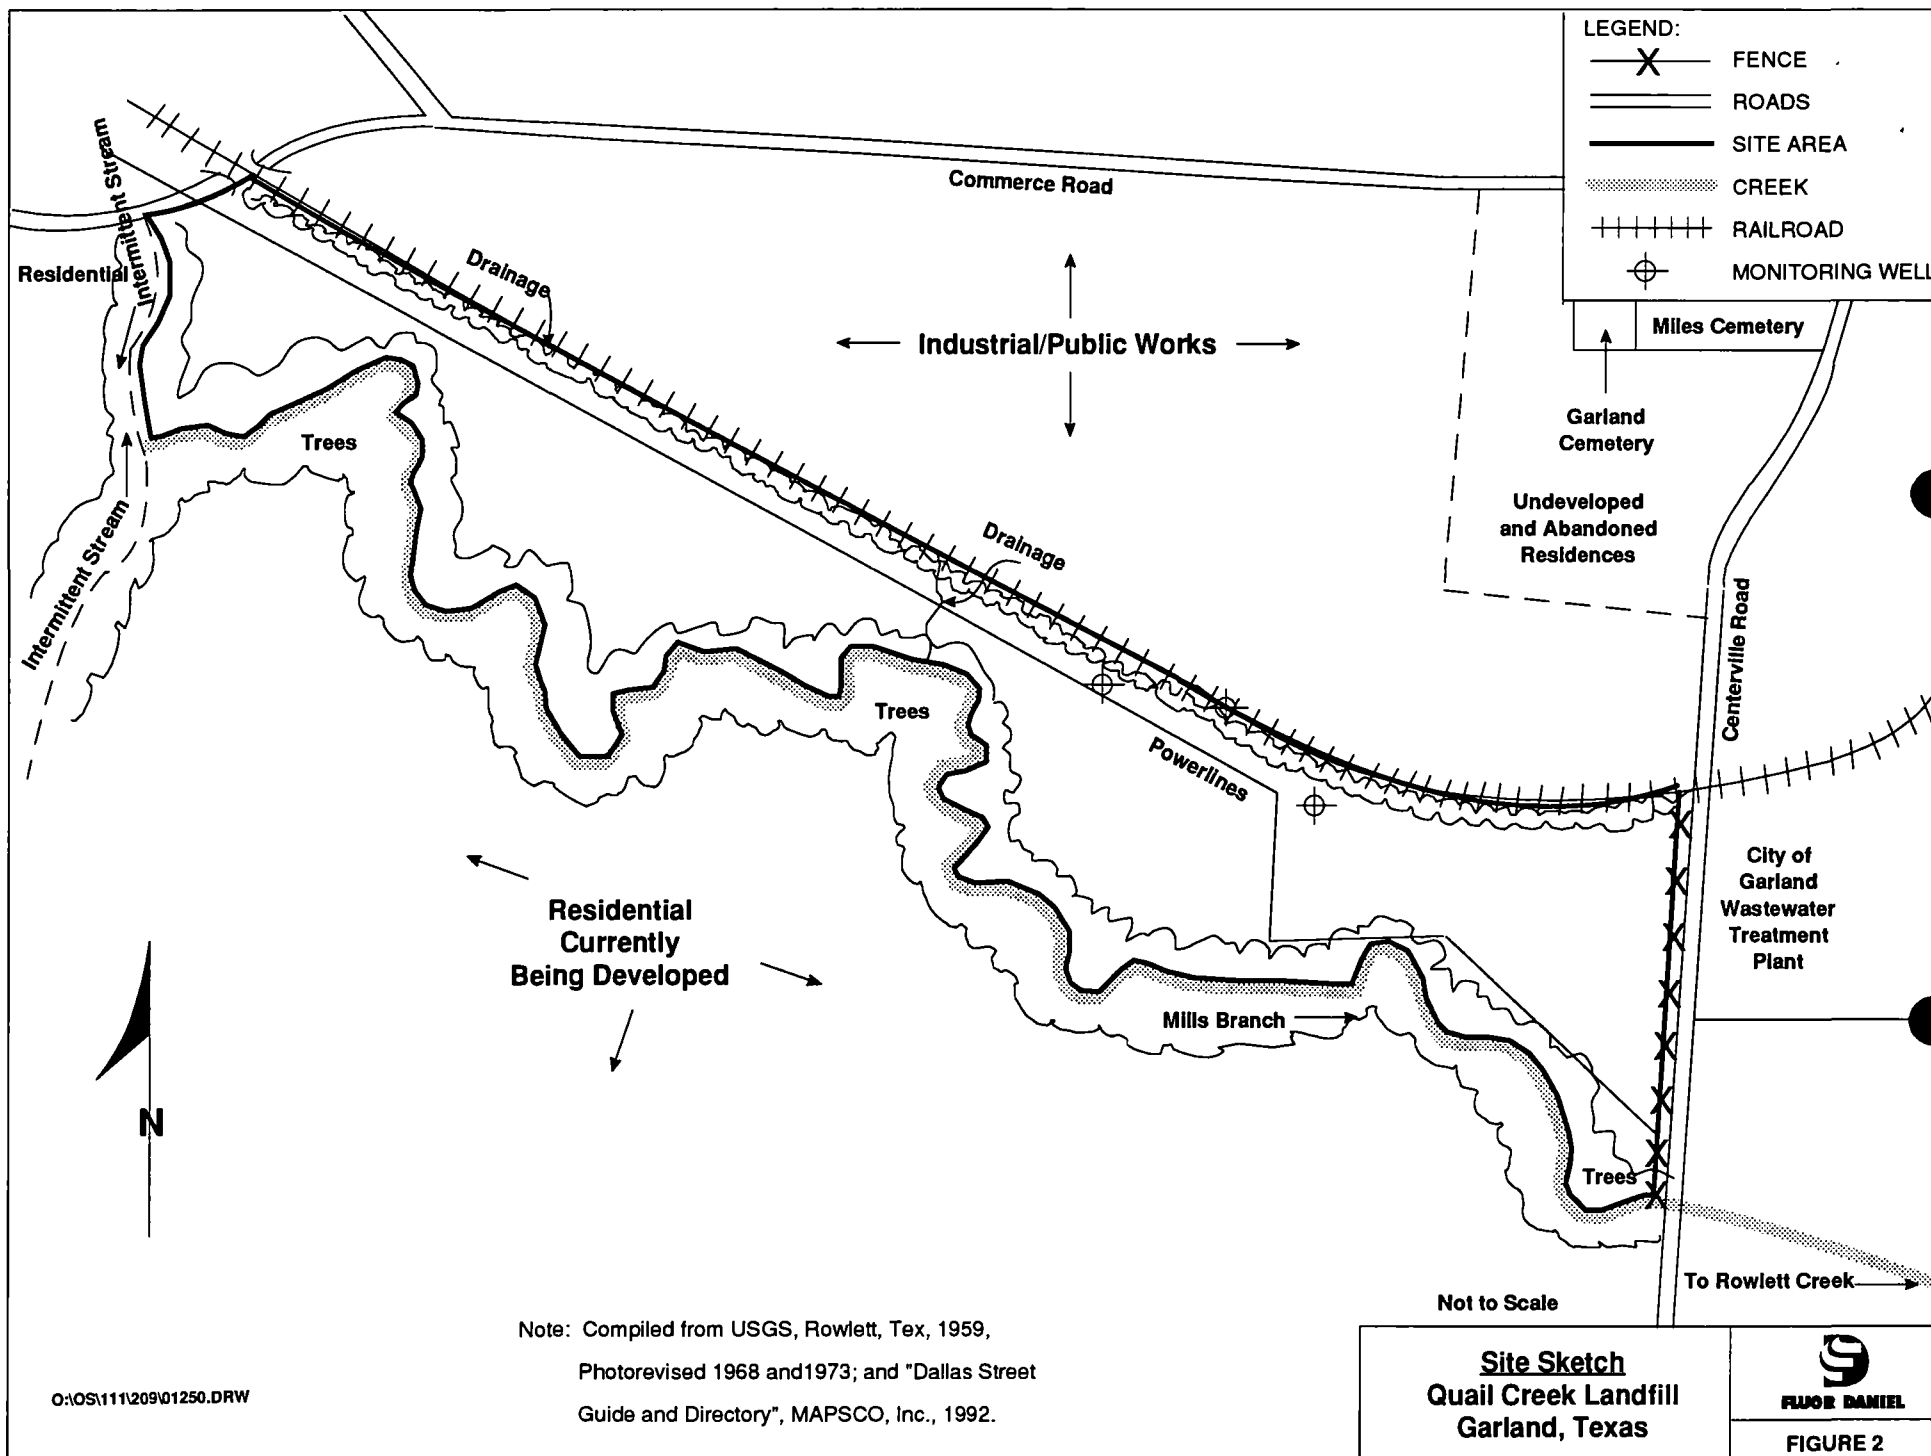 LEGEND:
FENCE
ROADS
SITE AREA
CREEK
RAILROAD
MONITORING WELL
Intermittent Stream
Commerce Road
Residential
Drainage
Industrial/Public Works
Miles Cemetery
Garland
Cemetery
Trees
Undeveloped
and Abandoned
Residences
Intermittent Stream
Drainage
Centerville Road
Trees
Powerlines
City of
Garland
Wastewater
Treatment
Plant
Residential
Currently
Being Developed
Mills Branch
N
Trees
To Rowlett Creek
Not to Scale
Note: Compiled from USGS, Rowlett, Tex, 1959,
Photorevised 1968 and1973; and "Dallas Street
Guide and Directory", MAPSCO, Inc., 1992.
O:\OS\111\209\01250.DRW
Site Sketch
Quail Creek Landfill
Garland, Texas
FLUOR DANIEL
FIGURE 2